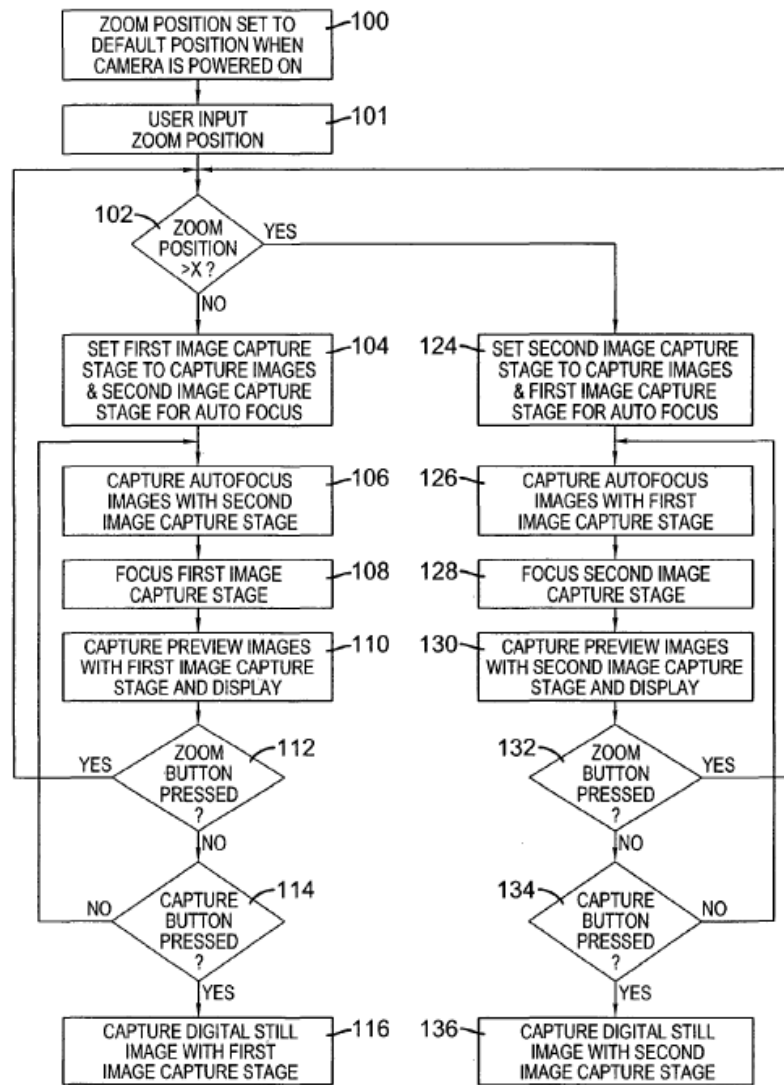 ZOOM POSITION SET TO
DEFAULT POSITION WHEN
CAMERA IS POWERED ON
100
USER INPUT
ZOOM POSITION
101
102
ZOOM
POSITION
>X ?
YES
NO
SET FIRST IMAGE CAPTURE
STAGE TO CAPTURE IMAGES
& SECOND IMAGE CAPTURE
STAGE FOR AUTO FOCUS
104
CAPTURE AUTOFOCUS
IMAGES WITH SECOND
IMAGE CAPTURE STAGE
106
FOCUS FIRST IMAGE
CAPTURE STAGE
108
CAPTURE PREVIEW IMAGES
WITH FIRST IMAGE CAPTURE
STAGE AND DISPLAY
110
ZOOM
BUTTON
PRESSED
?
112
YES
NO
CAPTURE
BUTTON
PRESSED
?
114
NO
YES
CAPTURE DIGITAL STILL
IMAGE WITH FIRST
IMAGE CAPTURE STAGE
116
124
SET SECOND IMAGE CAPTURE
STAGE TO CAPTURE IMAGES
& FIRST IMAGE CAPTURE
STAGE FOR AUTO FOCUS
126
CAPTURE AUTOFOCUS
IMAGES WITH FIRST
IMAGE CAPTURE STAGE
128
FOCUS SECOND IMAGE
CAPTURE STAGE
130
CAPTURE PREVIEW IMAGES
WITH SECOND IMAGE CAPTURE
STAGE AND DISPLAY
132
ZOOM
BUTTON
PRESSED
?
YES
NO
134
CAPTURE
BUTTON
PRESSED
?
NO
YES
136
CAPTURE DIGITAL STILL
IMAGE WITH SECOND
IMAGE CAPTURE STAGE